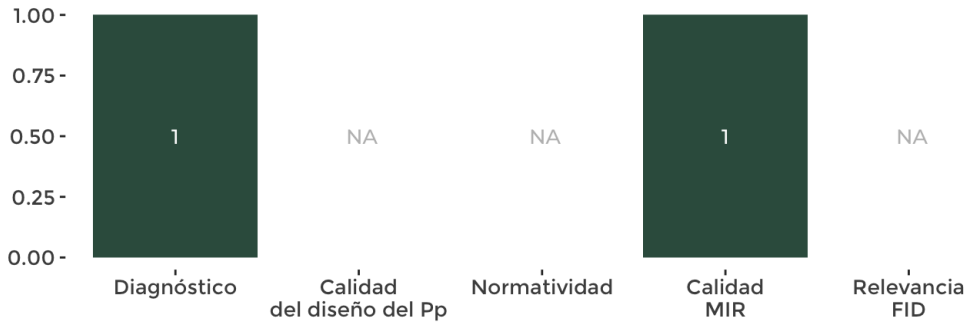 1.00
0.75
0.50
0.25
0.00
1
NA
NA
1
NA
Diagnóstico
Calidad
del diseño del Pp
Normatividad
Calidad
MIR
Relevancia
FID